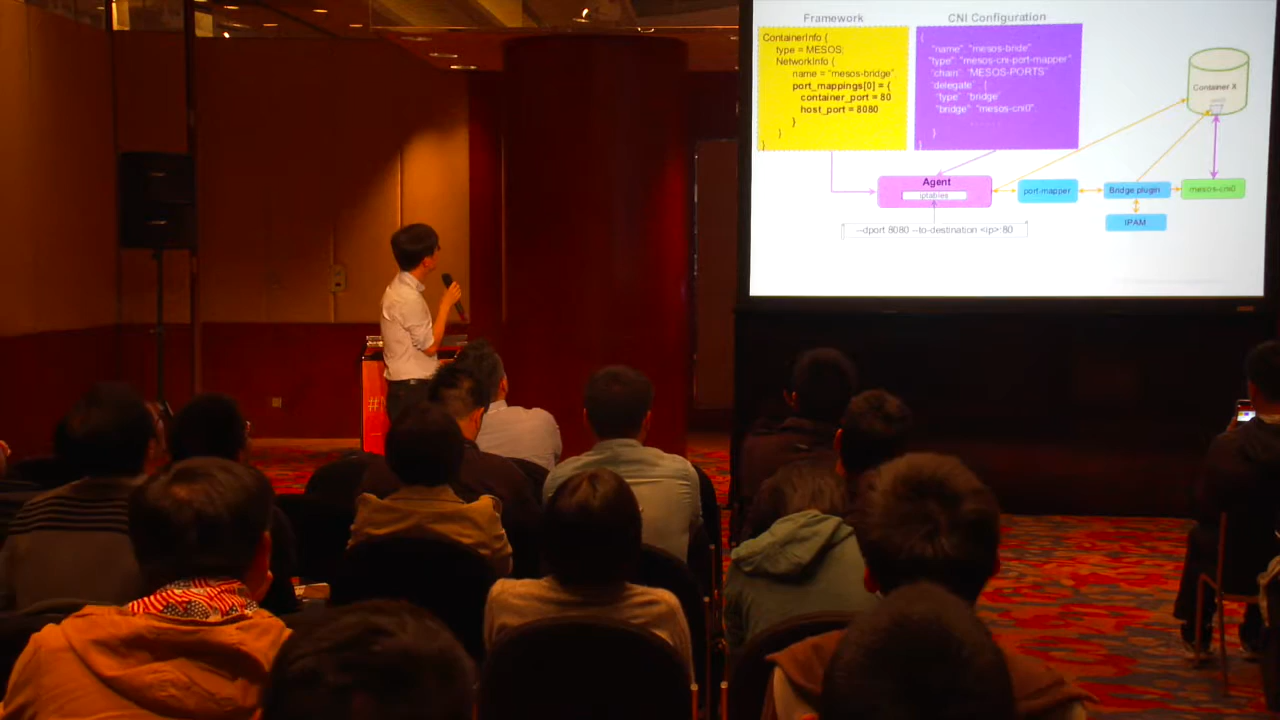 Framework
ContainerInfo {
type = MESOS;
NetworkInfo {
name = "mesos-bridge"
port_mappings[0] = {
container_port = 80
host_port = 8080
}
}
}
CNI Configuration
{
"name": "mesos-bride"
"type": "mesos-cni-port-mapper"
"chain": "MESOS-PORTS"
"delegate": {
"type": "bridge"
"bridge": "mesos-cni0"
}
}
Container X
Agent
iptables
port-mapper
Bridge plugin
mesos-cni0
IPAM
--dport 8080 --to-destination <ip>:80